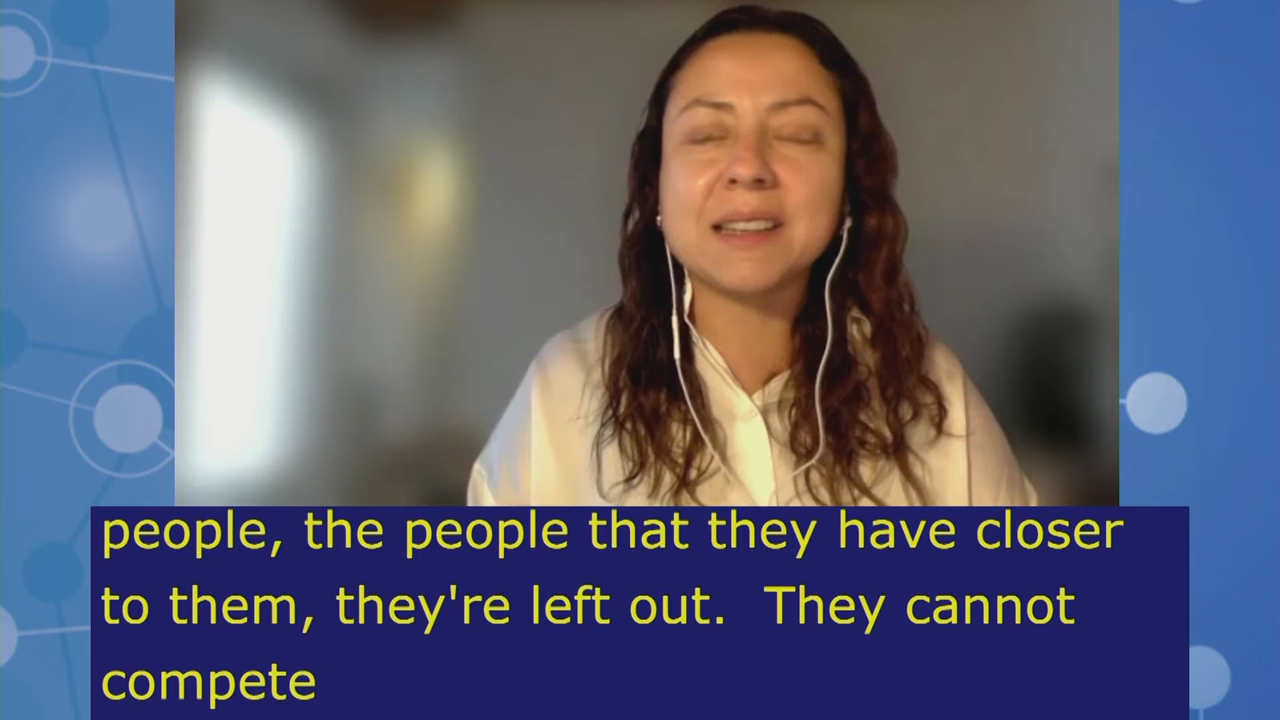 people, the people that they have closer
to them, they're left out.  They cannot
compete